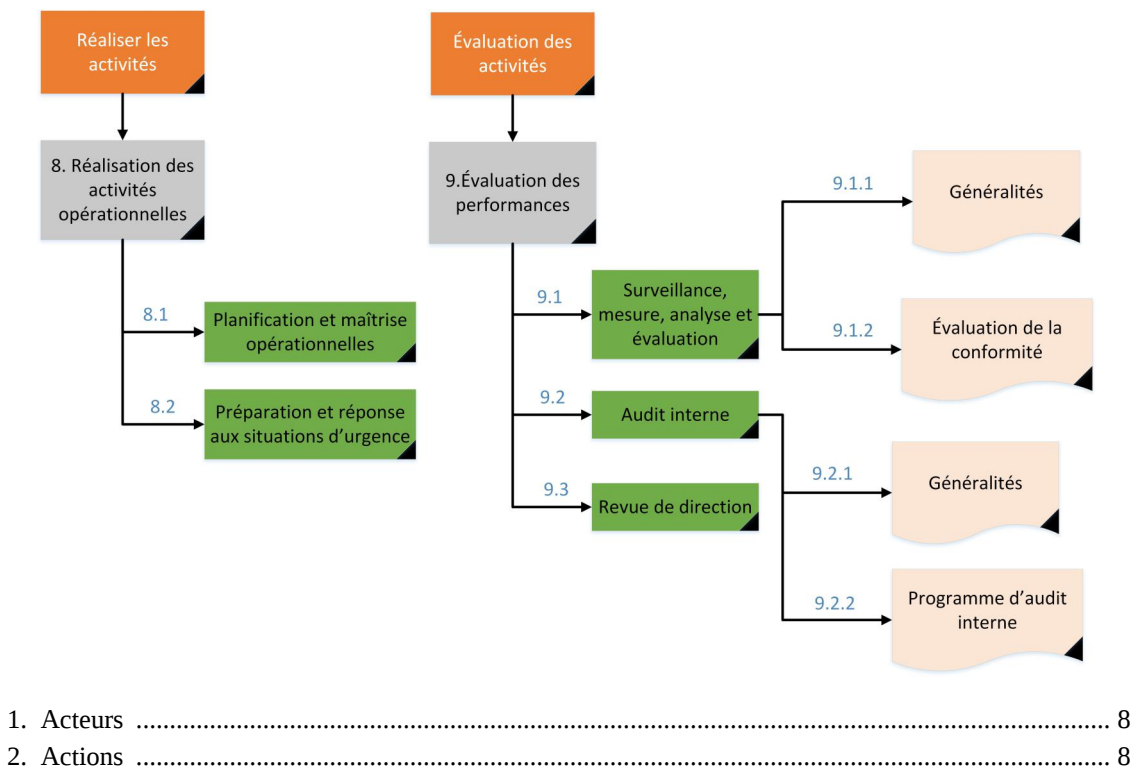 Réaliser les
activités
8. Réalisation des
activités
opérationnelles
8.1
Planification et maîtrise
opérationnelles
8.2
Préparation et réponse
aux situations d’urgence
Évaluation des
activités
9.Évaluation des
performances
9.1
Surveillance,
mesure, analyse et
évaluation
9.1.1
Généralités
9.1.2
Évaluation de la
conformité
9.2
Audit interne
9.2.1
Généralités
9.2.2
Programme d’audit
interne
9.3
Revue de direction
1. Acteurs ................................................................................................................................................ 8
2. Actions ................................................................................................................................................ 8